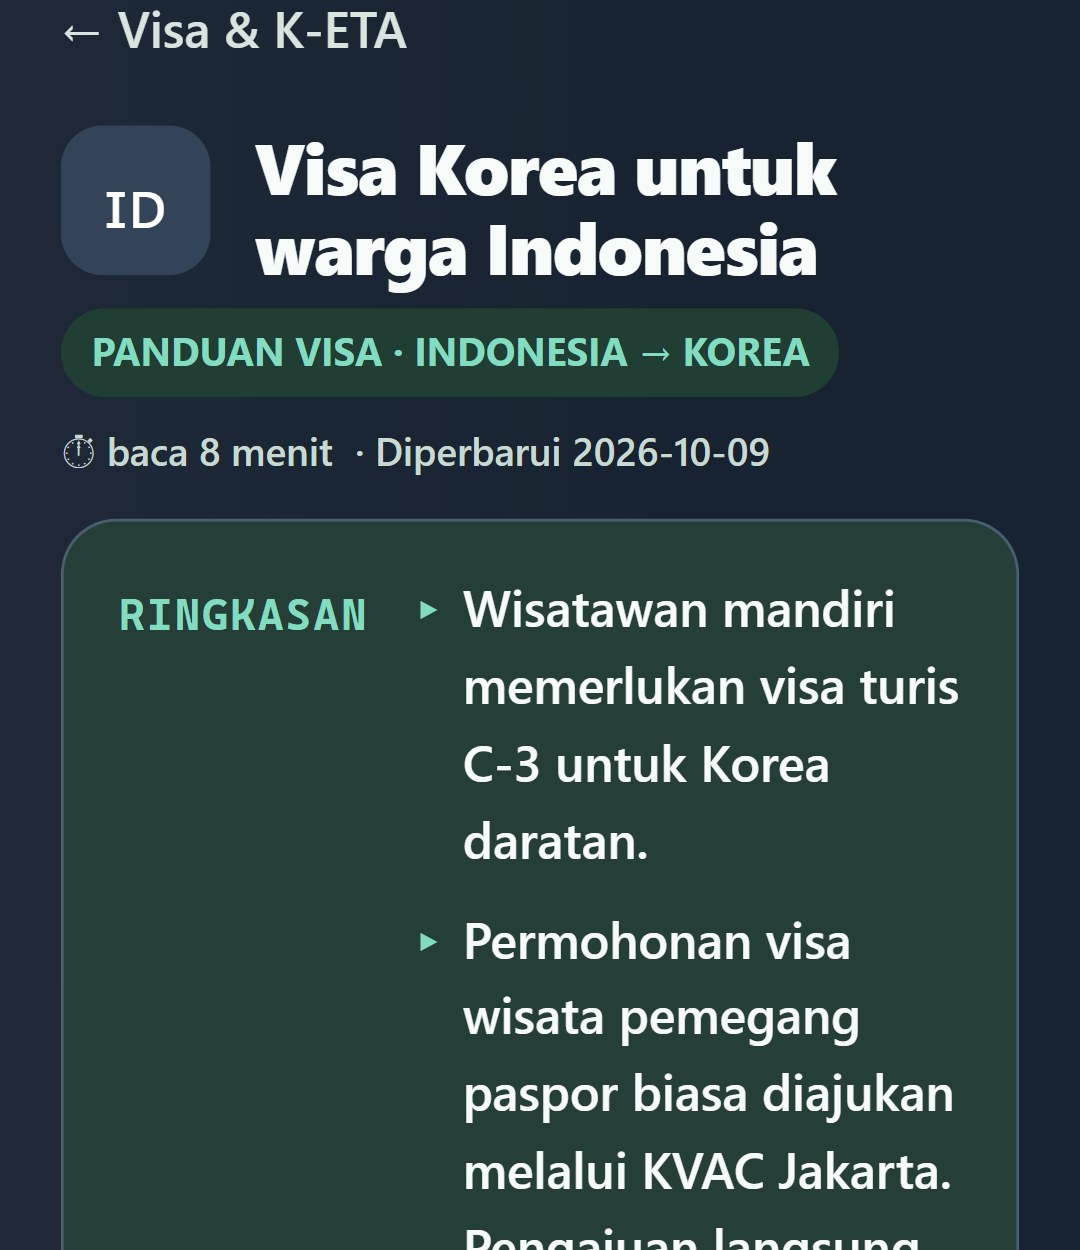 ← Visa & K-ETA
ID
Visa Korea untuk
warga Indonesia
PANDUAN VISA · INDONESIA → KOREA
⏱ baca 8 menit · Diperbarui 2026-10-09
RINGKASAN
▸ Wisatawan mandiri
memerlukan visa turis
C-3 untuk Korea
daratan.
▸ Permohonan visa
wisata pemegang
paspor biasa diajukan
melalui KVAC Jakarta.
Pengajuan langsung